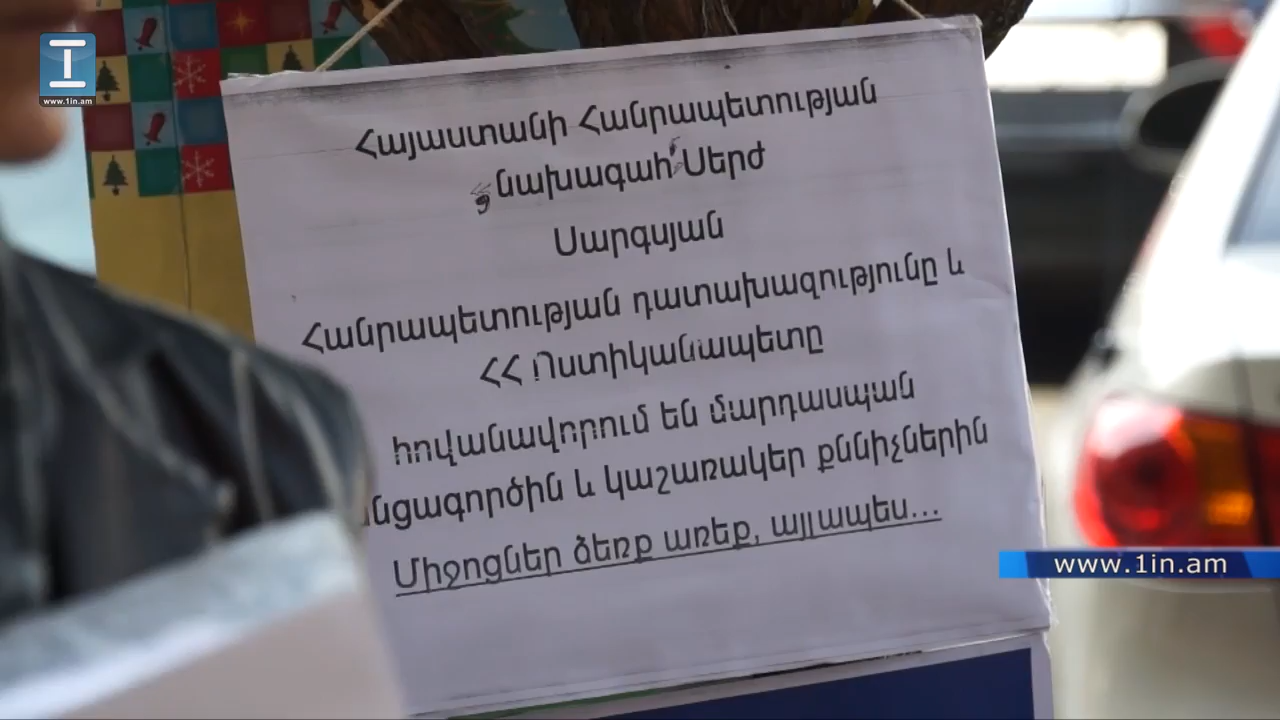 www.1in.am
Հայաստանի Հանրապետության
նախագահ Սերժ
Սարգսյան
Հանրապետության դատախազությունը և
ՀՀ Ոստիկանապետը
հովանավորում են մարդասպան
նցագործին և կաշառակեր քննիչներին
Միջոցներ ձեռք առեք, այլապես...
www.1in.am